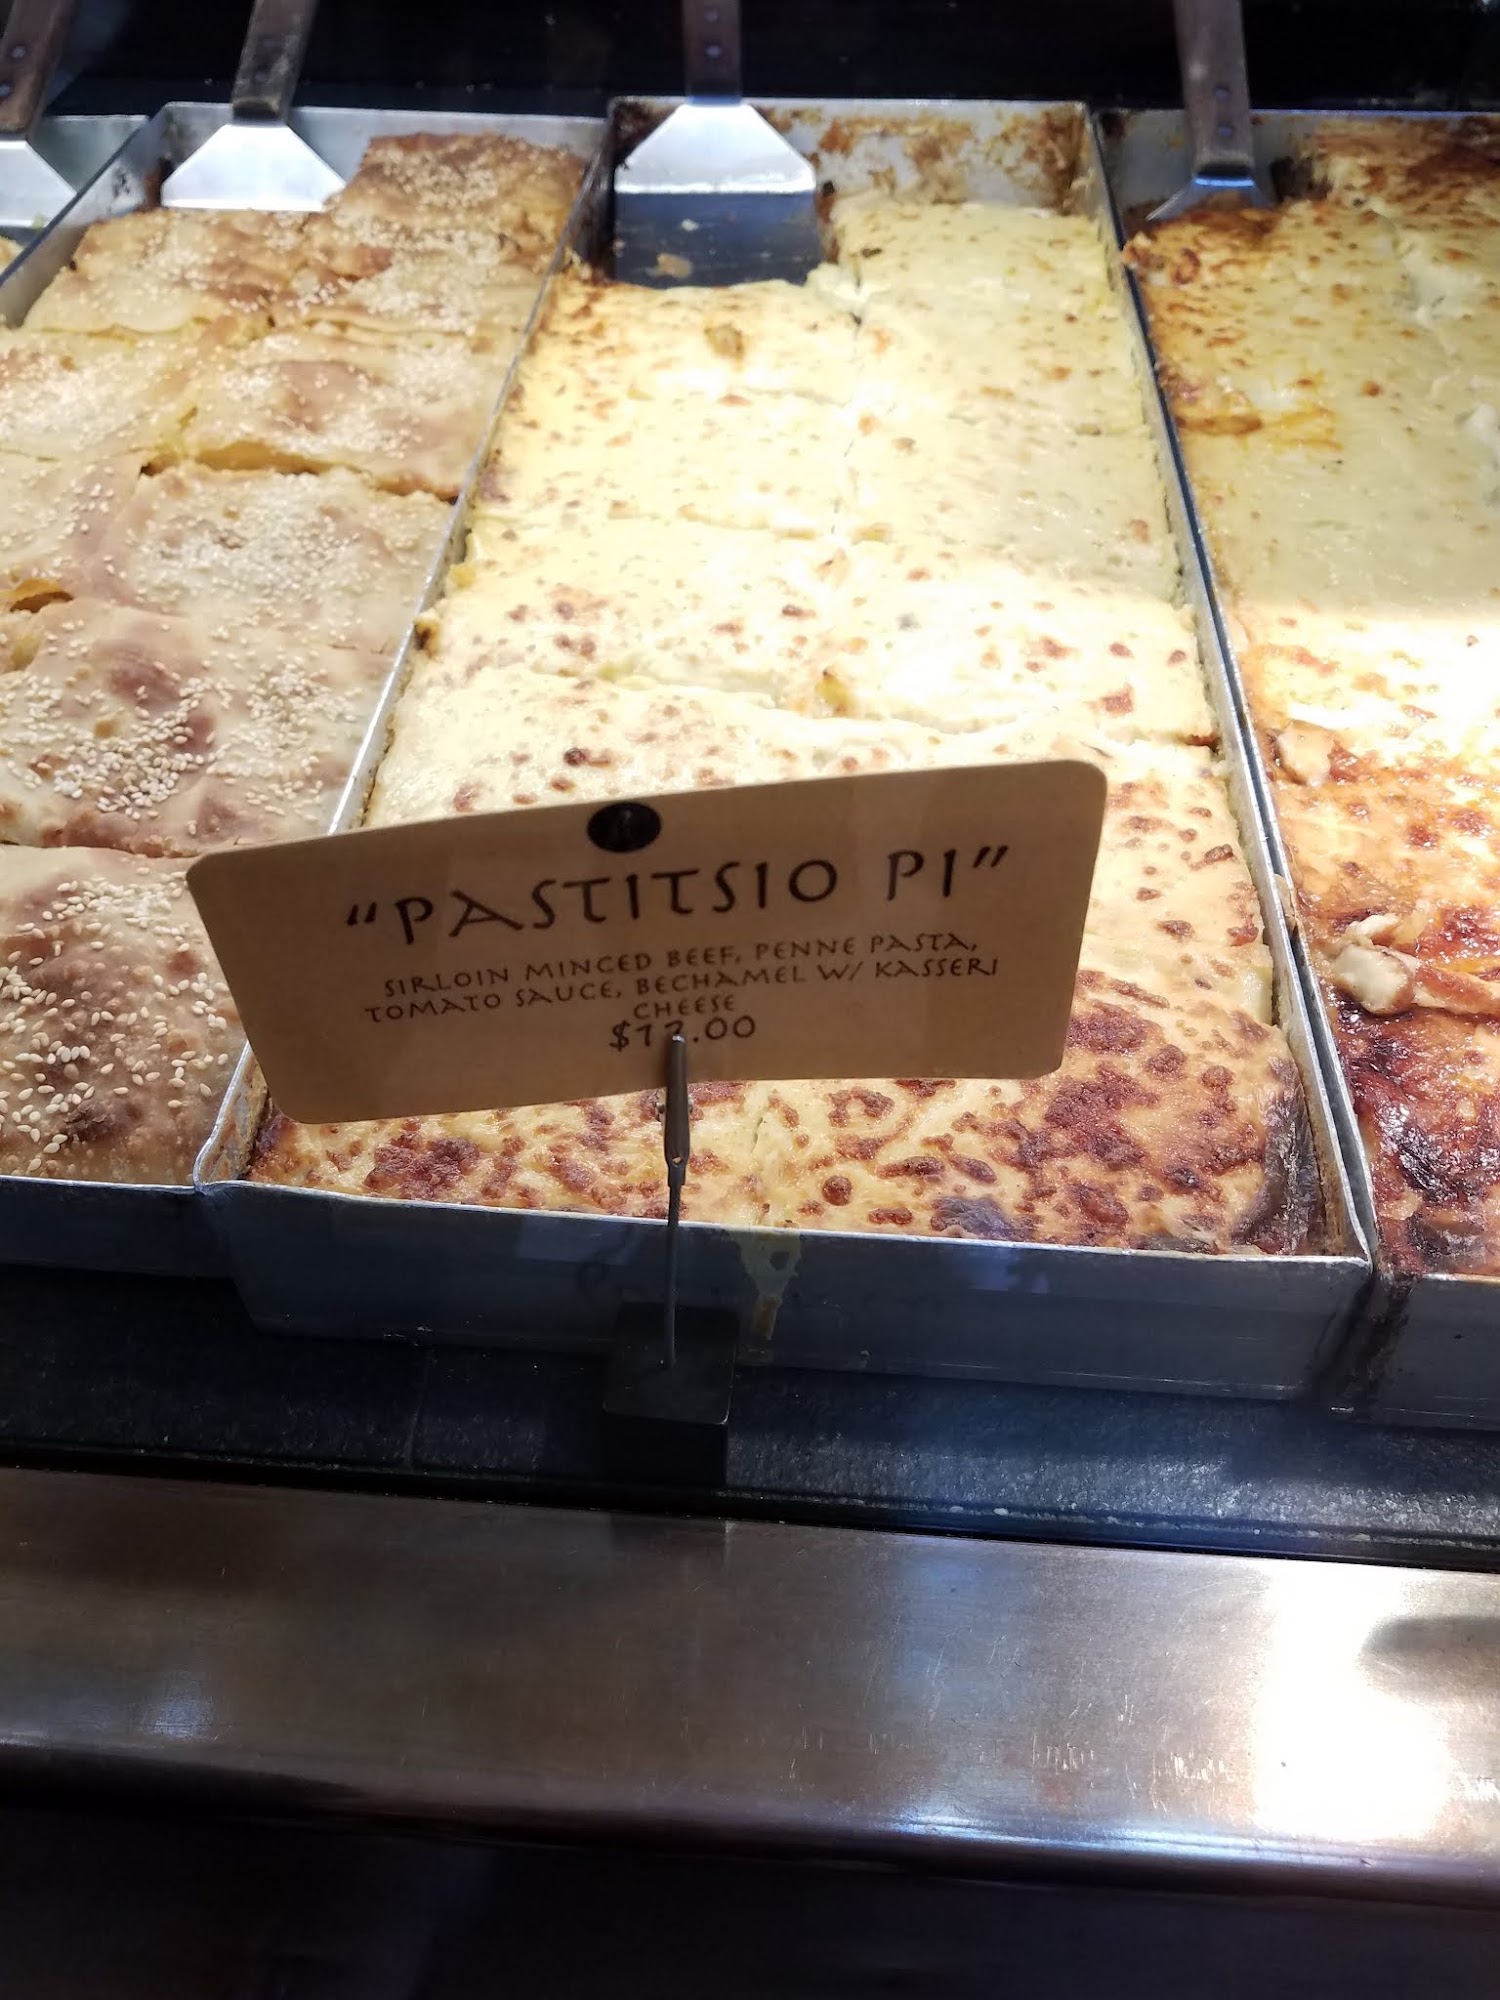 "PASTITSIO PI"
SIRLOIN MINCED BEEF, PENNE PASTA,
TOMATO SAUCE, BECHAMEL W/ KASSERI
CHEESE